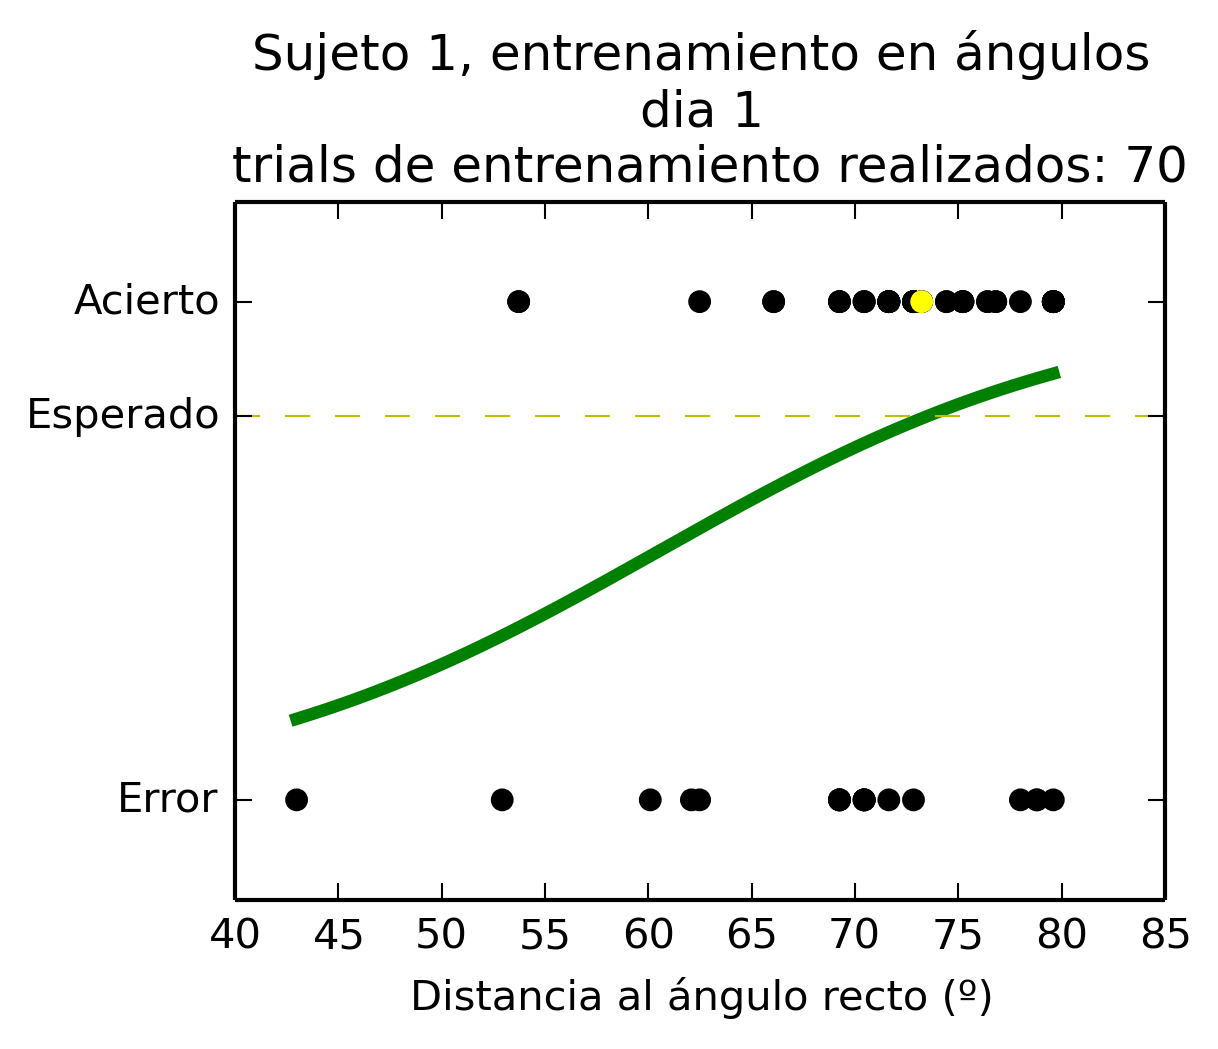 Sujeto 1, entrenamiento en ángulos
dia 1
trials de entrenamiento realizados: 70
Acierto
Esperado
Error
40 45 50 55 60 65 70 75 80 85
Distancia al ángulo recto (º)